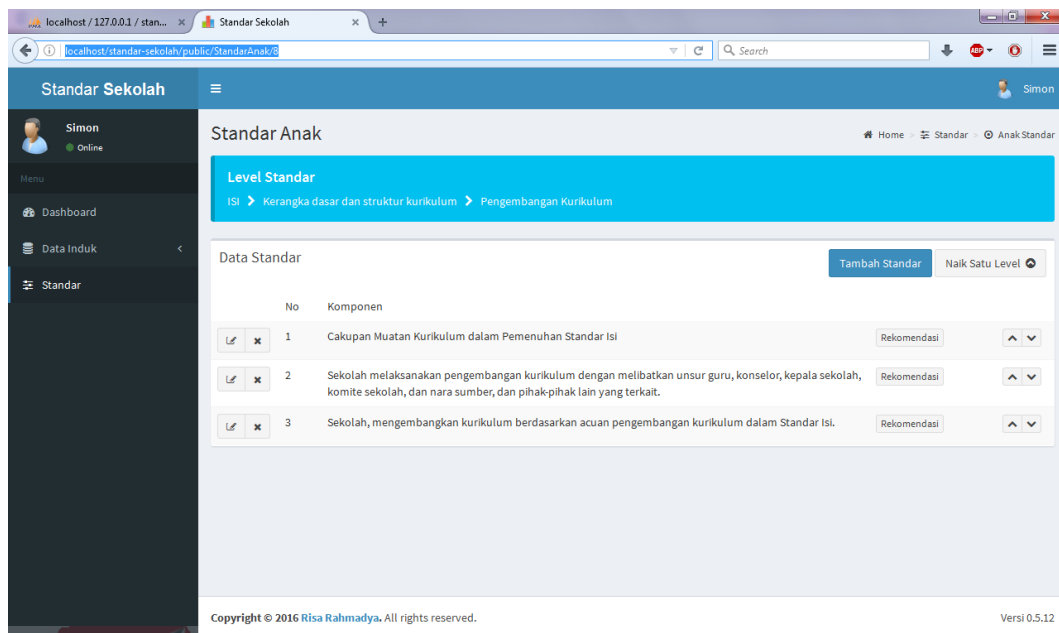 localhost / 127.0.0.1 / stan...
Standar Sekolah
localhost/standar-sekolah/public/StandarAnak/8
Search
ABP
Standar Sekolah
Simon
Simon
Online
Menu
Dashboard
Data Induk
Standar
Standar Anak
Home > Standar > Anak Standar
Level Standar
ISI > Kerangka dasar dan struktur kurikulum > Pengembangan Kurikulum
Data Standar
Tambah Standar Naik Satu Level
No Komponen
1 Cakupan Muatan Kurikulum dalam Pemenuhan Standar Isi Rekomendasi
2 Sekolah melaksanakan pengembangan kurikulum dengan melibatkan unsur guru, konselor, kepala sekolah, Rekomendasi
komite sekolah, dan nara sumber, dan pihak-pihak lain yang terkait.
3 Sekolah, mengembangkan kurikulum berdasarkan acuan pengembangan kurikulum dalam Standar Isi. Rekomendasi
Copyright © 2016 Risa Rahmadya. All rights reserved. Versi 0.5.12